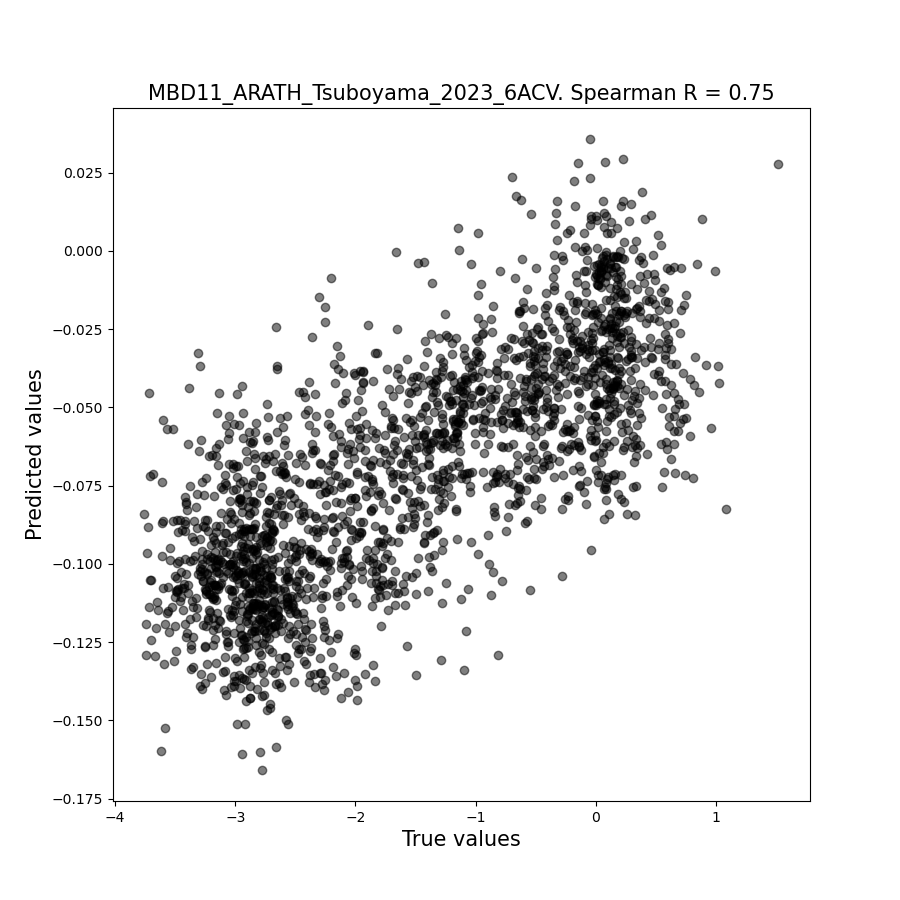 MBD11_ARATH_Tsuboyama_2023_6ACV. Spearman R = 0.75
0.025
0.000
−0.025
−0.050
−0.075
−0.100
−0.125
−0.150
−0.175
Predicted values
−4 −3 −2 −1 0 1
True values